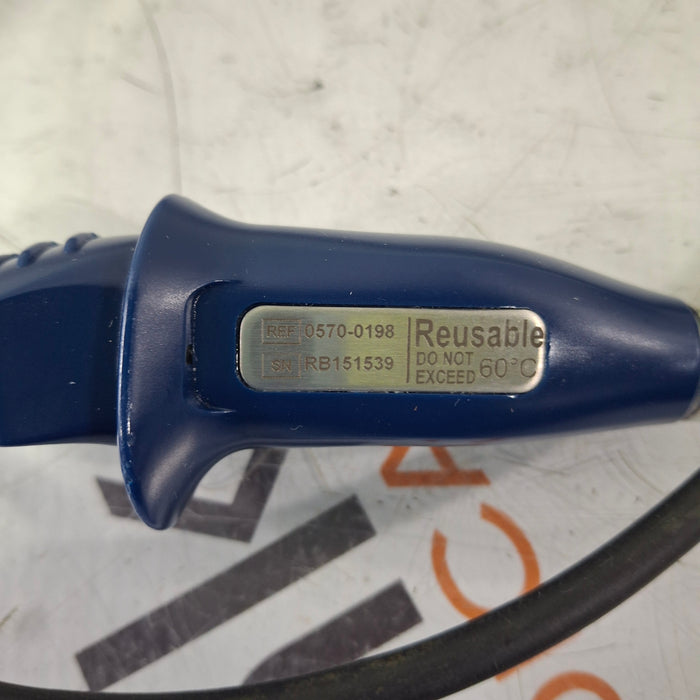 REF 0570-0198
SN RB151539
Reusable
DO NOT
EXCEED 60°C